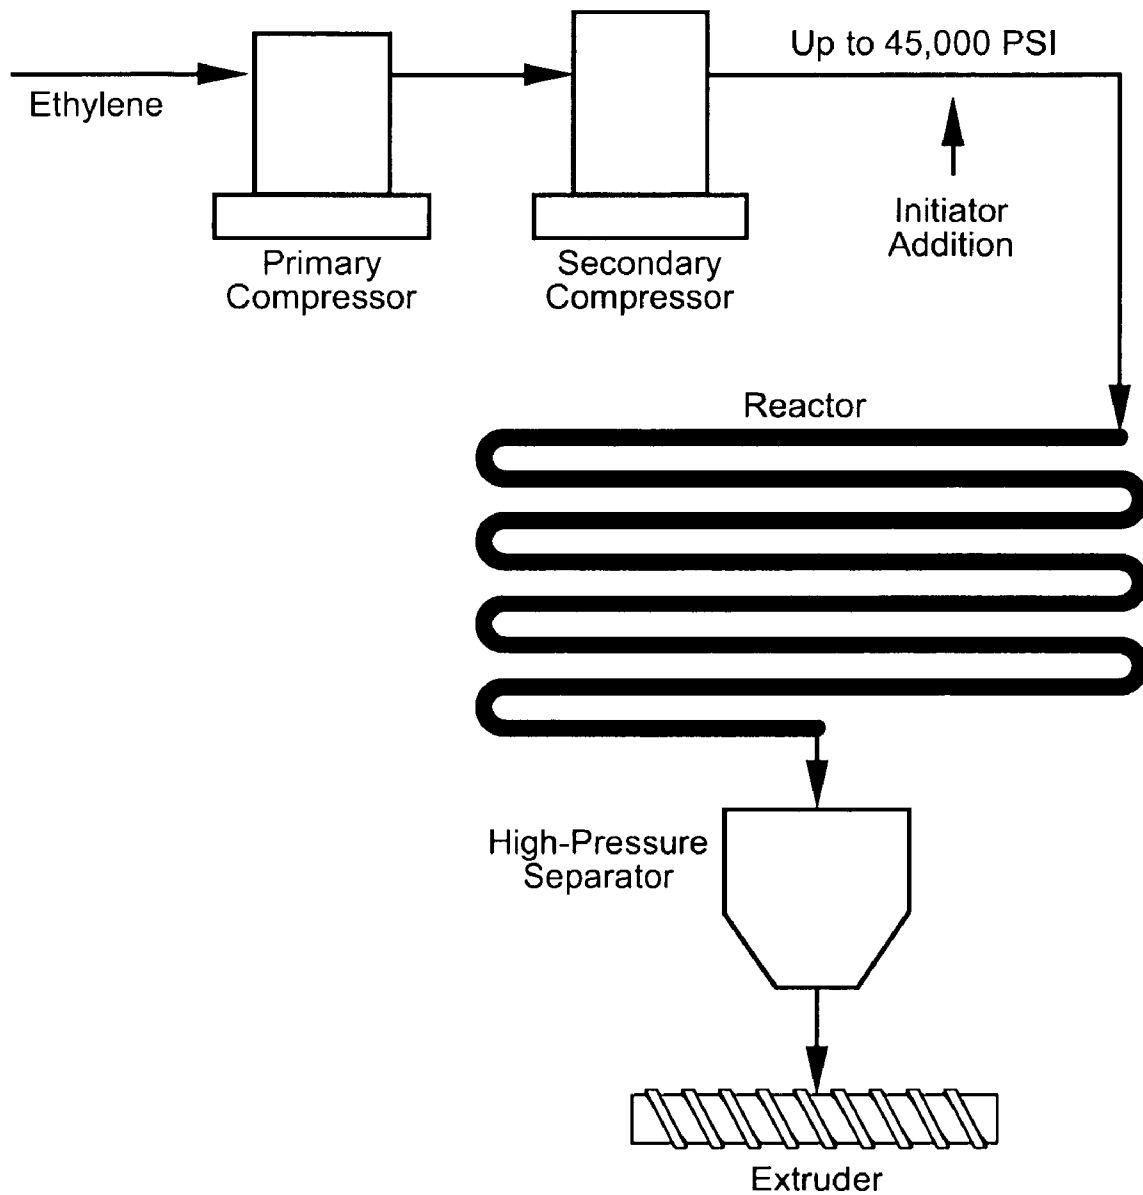 Up to 45,000 PSI
Ethylene
Initiator
Addition
Primary
Compressor
Secondary
Compressor
Reactor
High-Pressure
Separator
Extruder